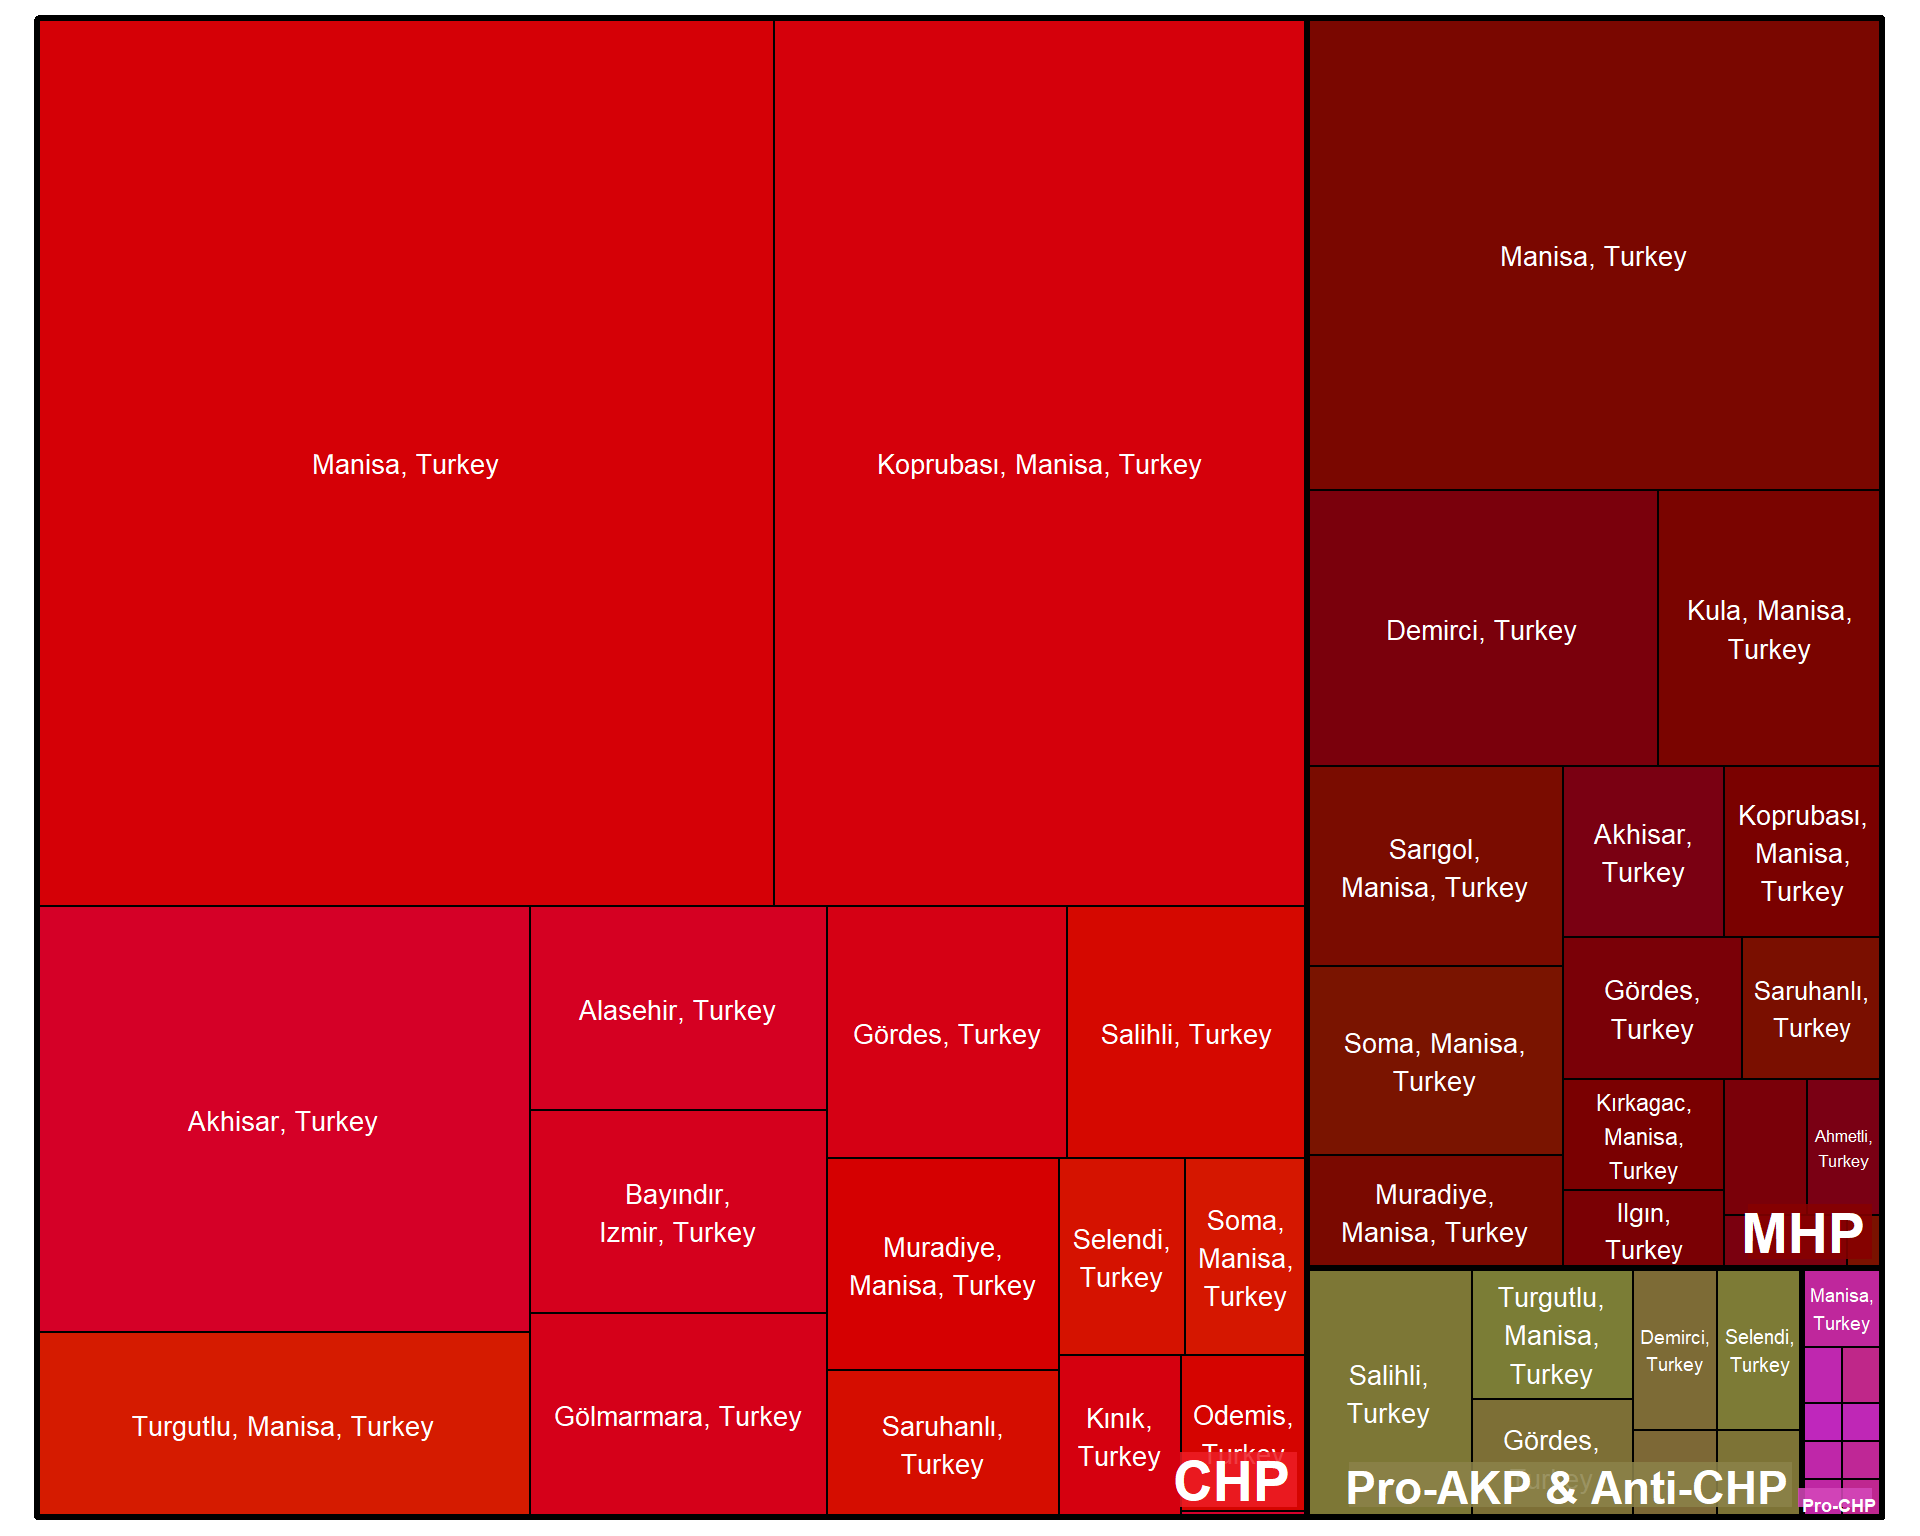 Manisa, Turkey
Koprubası, Manisa, Turkey
Akhisar, Turkey
Turgutlu, Manisa, Turkey
Alasehir, Turkey
Bayındır,
Izmir, Turkey
Gölmarmara, Turkey
Gördes, Turkey
Salihli, Turkey
Muradiye,
Manisa, Turkey
Saruhanlı,
Turkey
Selendi,
Turkey
Soma,
Manisa,
Turkey
Kınık,
Turkey
Odemis,
Turkey
CHP
Manisa, Turkey
Demirci, Turkey
Kula, Manisa,
Turkey
Sarıgol,
Manisa, Turkey
Akhisar,
Turkey
Koprubası,
Manisa,
Turkey
Soma, Manisa,
Turkey
Gördes,
Turkey
Saruhanlı,
Turkey
Muradiye,
Manisa, Turkey
Kırkagac,
Manisa,
Turkey
Ilgın,
Turkey
Ahmetli,
Turkey
MHP
Salihli,
Turkey
Turgutlu,
Manisa,
Turkey
Gördes,
Turkey
Demirci,
Turkey
Selendi,
Turkey
Pro-AKP & Anti-CHP
Manisa,
Turkey
Pro-CHP